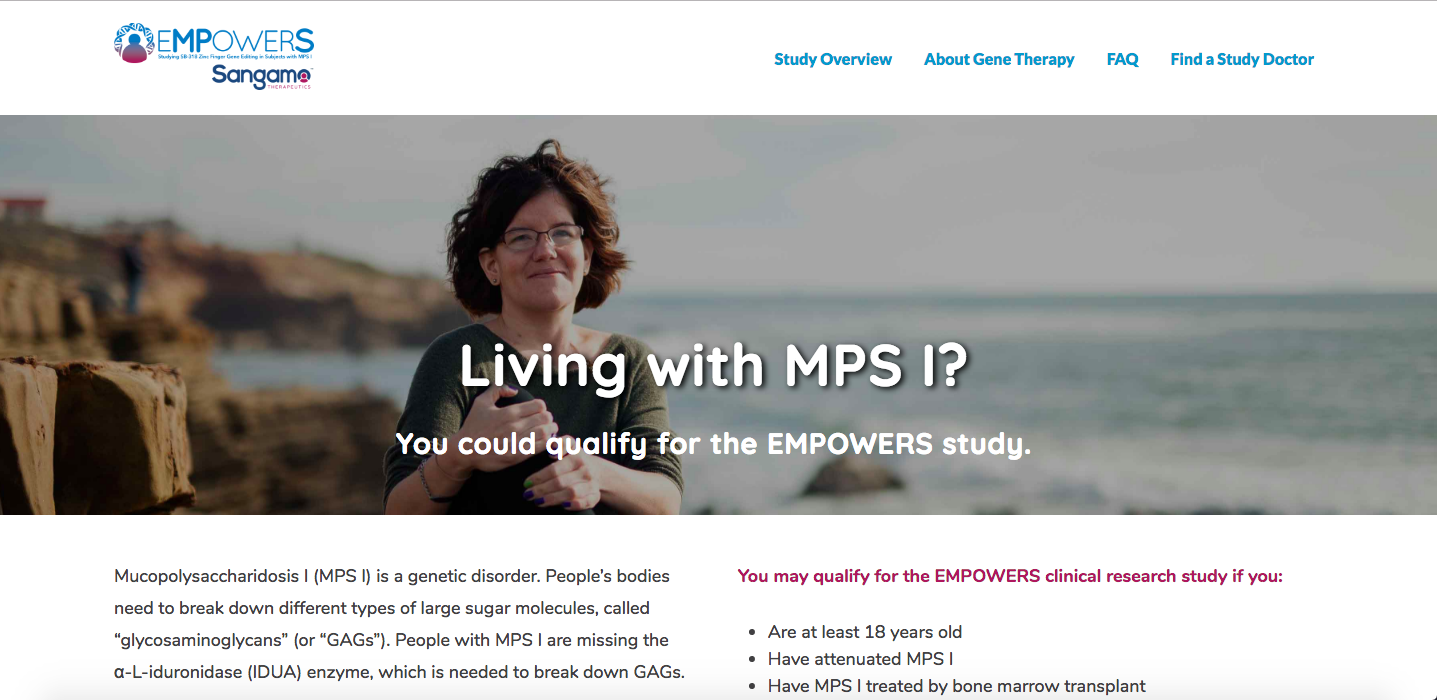 EMPOWERS
Studying SB-318 Zinc Finger Gene Editing in Subjects with MPS I
Sangamo
THERAPEUTICS
Study Overview
About Gene Therapy
FAQ
Find a Study Doctor
Living with MPS I?
You could qualify for the EMPOWERS study.
Mucopolysaccharidosis I (MPS I) is a genetic disorder. People’s bodies
need to break down different types of large sugar molecules, called
“glycosaminoglycans” (or “GAGs”). People with MPS I are missing the
α-L-iduronidase (IDUA) enzyme, which is needed to break down GAGs.
You may qualify for the EMPOWERS clinical research study if you:
• Are at least 18 years old
• Have attenuated MPS I
• Have MPS I treated by bone marrow transplant